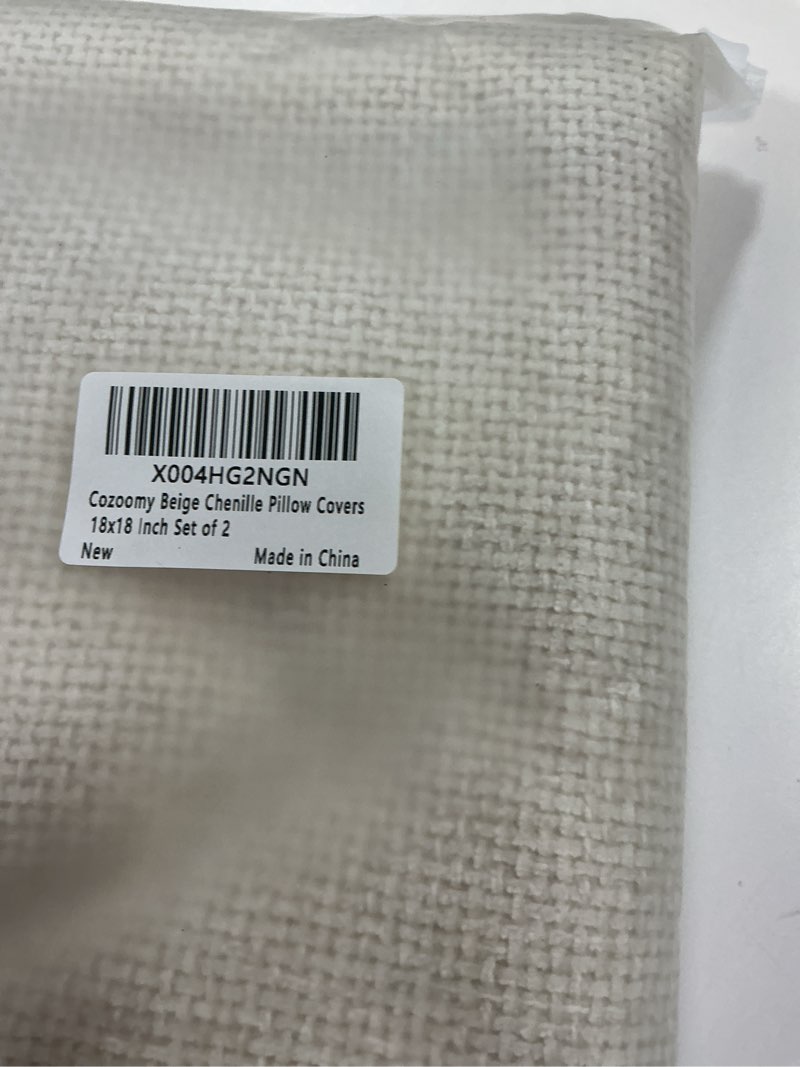 X004HG2NGN
Cozoomy Beige Chenille Pillow Covers
18x18 Inch Set of 2
New Made in China